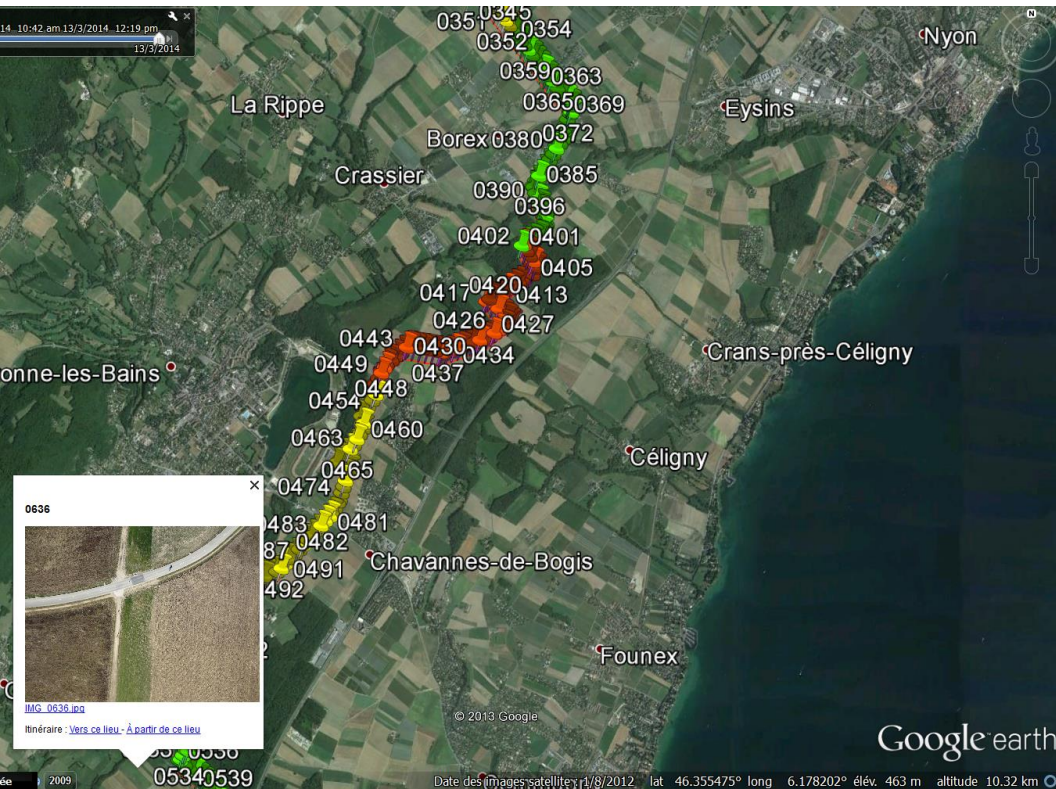 14 10:42 am 13/3/2014 12:19 pm
13/3/2014
0345
0351
0354
0352
Nyon
0359
0363
La Rippe
0365
0369
Eysins
Borex
0380
0372
Crassier
0385
0390
0396
0402
0401
0405
0417
0420
0413
0426
0427
0443
0430
0434
Crans-près-Céligny
0449
0437
onne-les-Bains
0448
0454
0463
0460
Céligny
0465
0474
0483
0481
0482
87
0491
Chavannes-de-Bogis
492
0636
Founex
IMG_0636.jpg
Itinéraire : Vers ce lieu - À partir de ce lieu
© 2013 Google
Google earth
0536
0534
0539
ée
2009
Date des images satellite : 1/8/2012 lat 46.355475° long 6.178202° élév. 463 m altitude 10.32 km